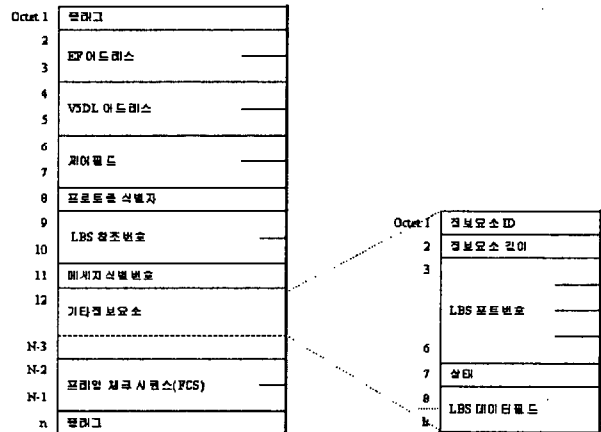 Octet 1 플래그
2
EF 어드레스
3
4
V5DL 어드레스
5
6
제어필드
7
8 프로토콜 식별자
9
LBS 참조번호
10
11 메세지 식별번호
12
기타정보요소
N-3
N-2
프레임 체크 시퀀스(FCS)
N-1
n 플래그
Octet 1 정보요소 ID
2 정보요소 길이
3
LBS 포트번호
6
7 상태
8
LBS 데이터필드
k